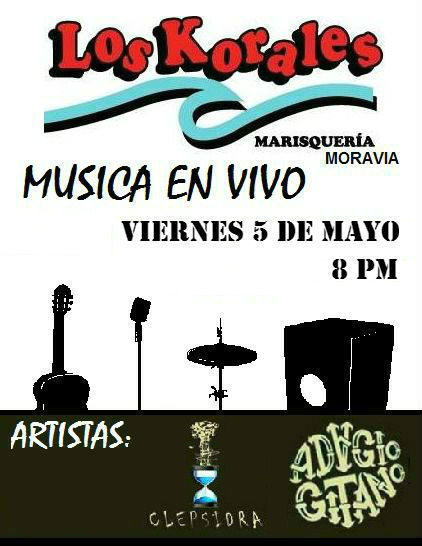 Los Korales
MARISQUERÍA
MORAVIA
MUSICA EN VIVO
VIERNES 5 DE MAYO
8 PM
ARTISTAS:
CLEPSIDRA
ADAGIO
GITANO